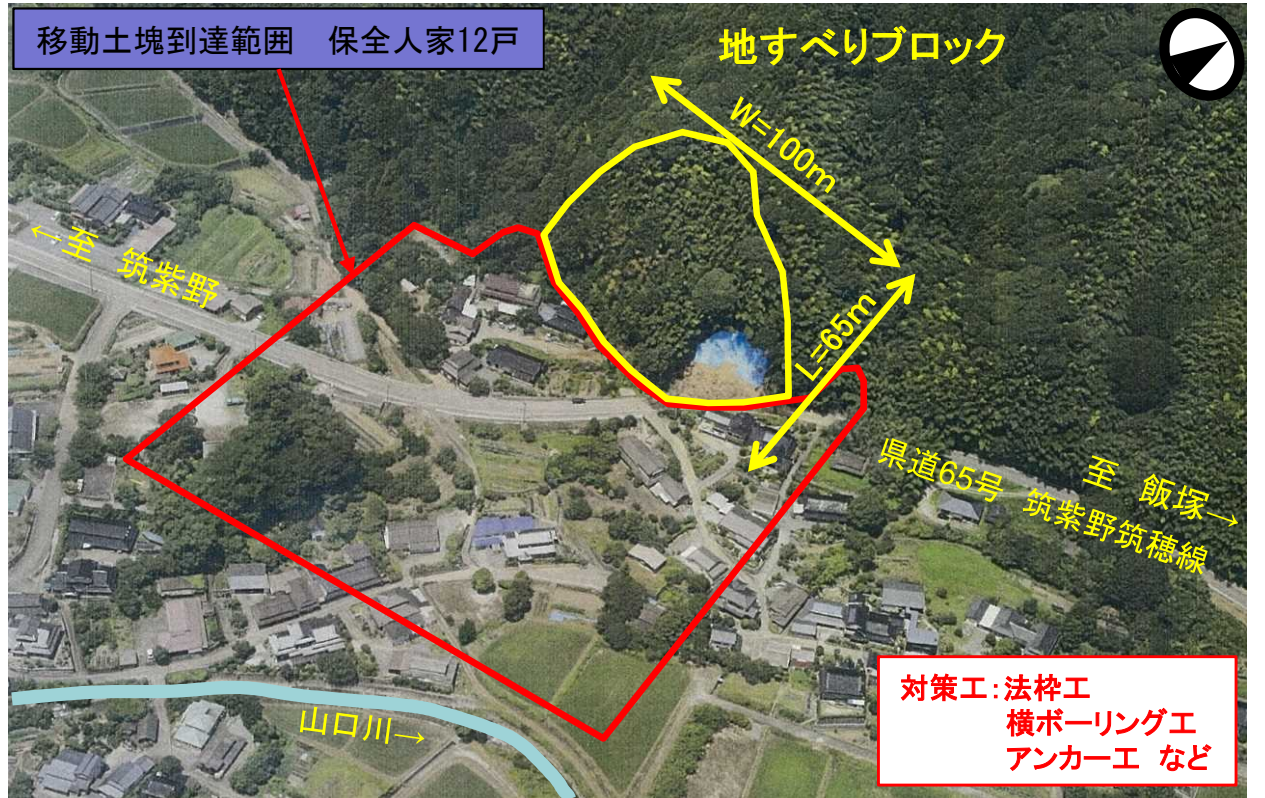 移動土塊到達範囲　保全人家12戸
地すべりブロック
W=100m
L=65m
←至 筑紫野
県道65号 筑紫野筑穂線
至 飯塚→
山口川→
対策工：法枠工
横ボーリング工
アンカー工 など